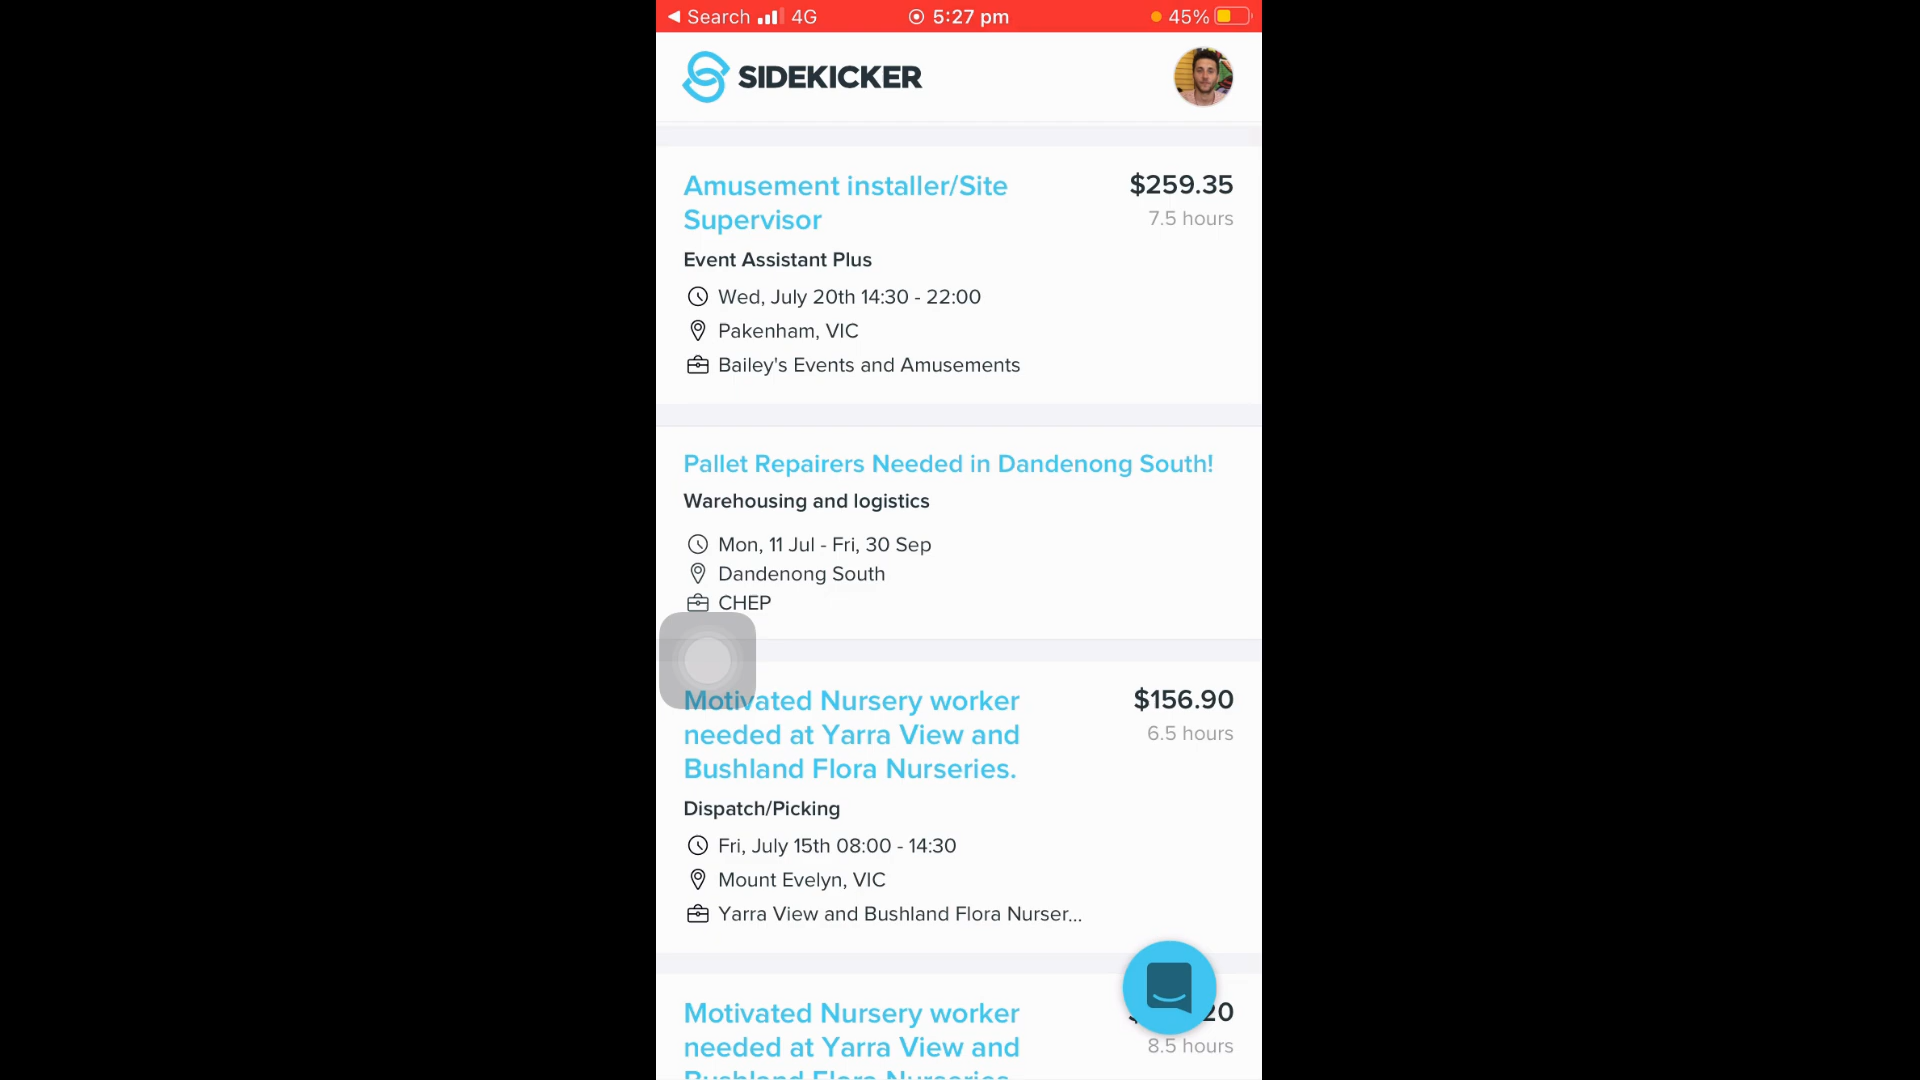 Search 4G 5:27 pm 45%
SIDEKICKER
Amusement installer/Site $259.35
Supervisor 7.5 hours
Event Assistant Plus
Wed, July 20th 14:30 - 22:00
Pakenham, VIC
Bailey's Events and Amusements
Pallet Repairers Needed in Dandenong South!
Warehousing and logistics
Mon, 11 Jul - Fri, 30 Sep
Dandenong South
CHEP
Motivated Nursery worker $156.90
needed at Yarra View and 6.5 hours
Bushland Flora Nurseries.
Dispatch/Picking
Fri, July 15th 08:00 - 14:30
Mount Evelyn, VIC
Yarra View and Bushland Flora Nurser...
Motivated Nursery worker
needed at Yarra View and 8.5 hours
Bushland Flora Nurseries